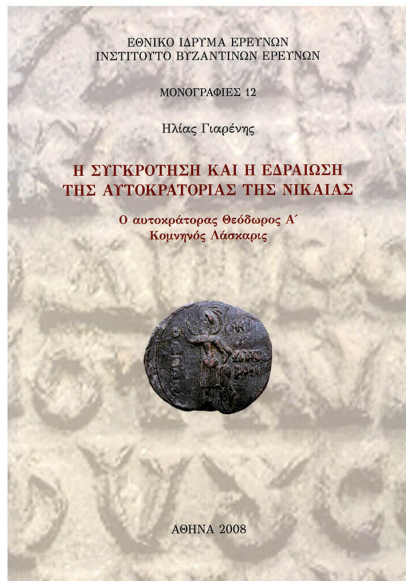 ΕΘΝΙΚΟ ΙΔΡΥΜΑ ΕΡΕΥΝΩΝ
ΙΝΣΤΙΤΟΥΤΟ ΒΥΖΑΝΤΙΝΩΝ ΕΡΕΥΝΩΝ
ΜΟΝΟΓΡΑΦΙΕΣ 12
Ηλίας Γιαρένης
Η ΣΥΓΚΡΟΤΗΣΗ ΚΑΙ Η ΕΔΡΑΙΩΣΗ
ΤΗΣ ΑΥΤΟΚΡΑΤΟΡΙΑΣ ΤΗΣ ΝΙΚΑΙΑΣ
Ο αυτοκράτορας Θεόδωρος Α΄
Κομνηνός Λάσκαρις
ΑΘΗΝΑ 2008